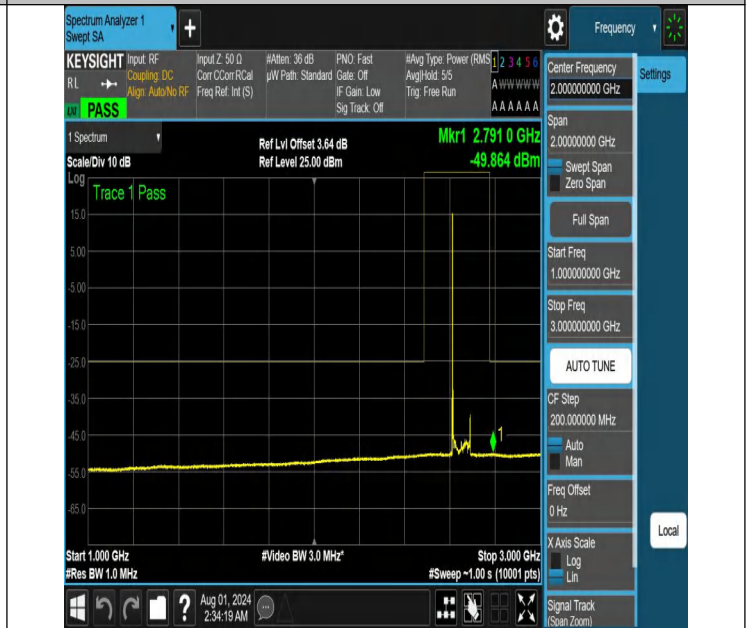 Spectrum Analyzer 1
Swept SA
+
Frequency
KEYSIGHT
RL
PASS
Input: RF
Coupling: DC
Align: Auto/No RF
Input Z: 50 Ω
Corr CCorr RCal
Freq Ref: Int (S)
#Atten: 36 dB
µW Path: Standard
PNO: Fast
Gate: Off
IF Gain: Low
Sig Track: Off
#Avg Type: Power (RMS
Avg|Hold: 5/5
Trig: Free Run
1 2 3 4 5 6
A W W W W W
A A A A A A
Center Frequency
2.000000000 GHz
Settings
Span
2.00000000 GHz
Swept Span
Zero Span
Full Span
Start Freq
1.000000000 GHz
Stop Freq
3.000000000 GHz
AUTO TUNE
CF Step
200.000000 MHz
Auto
Man
Freq Offset
0 Hz
X Axis Scale
Log
Lin
Signal Track
(Span Zoom)
Local
1 Spectrum
Scale/Div 10 dB
Ref Lvl Offset 3.64 dB
Ref Level 25.00 dBm
Mkr1 2.791 0 GHz
-49.864 dBm
Log
Trace 1 Pass
15.0
5.00
-5.00
-15.0
-25.0
-35.0
-45.0
-55.0
-65.0
1
Start 1.000 GHz
#Res BW 1.0 MHz
#Video BW 3.0 MHz*
Stop 3.000 GHz
#Sweep ~1.00 s (10001 pts)
?
Aug 01, 2024
2:34:19 AM